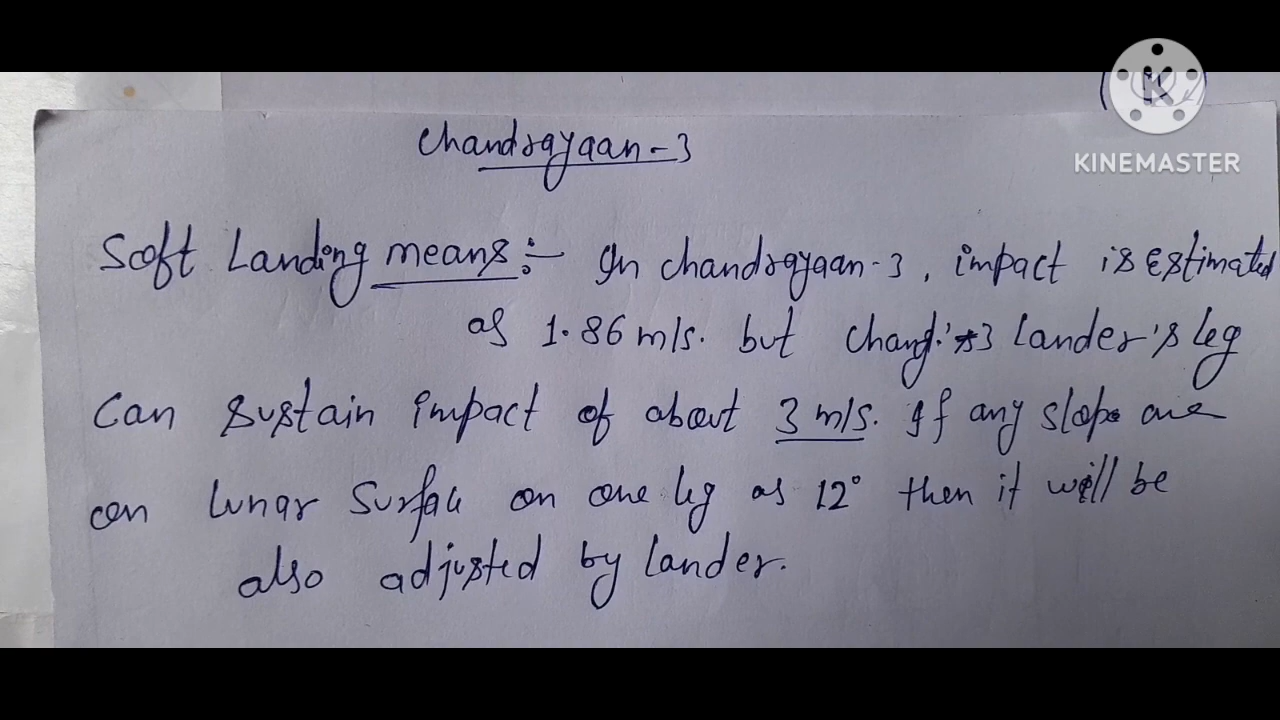 Chandrayaan-3
Soft Landing means:- In chandrayaan-3, impact is Estimated
as 1.86 m/s. but Chand.'s-3 lander's leg
Can sustain impact of about 3 m/s. If any slope are
on lunar surface on one leg as 12° then it will be
also adjusted by lander.
KINEMASTER